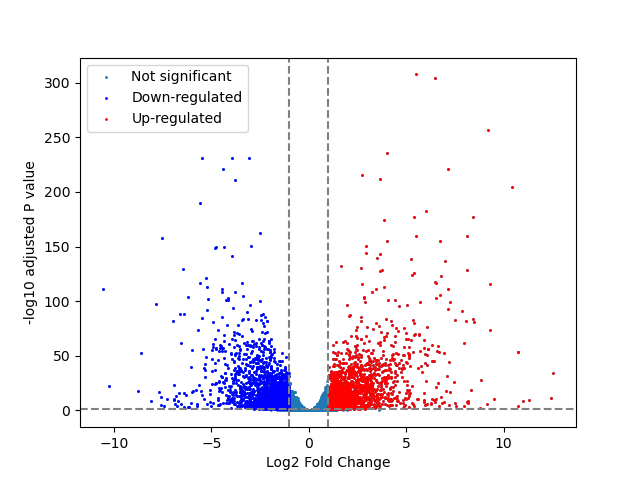 Not significant
Down-regulated
Up-regulated
300
250
200
150
100
50
0
-log10 adjusted P value
−10 −5 0 5 10
Log2 Fold Change